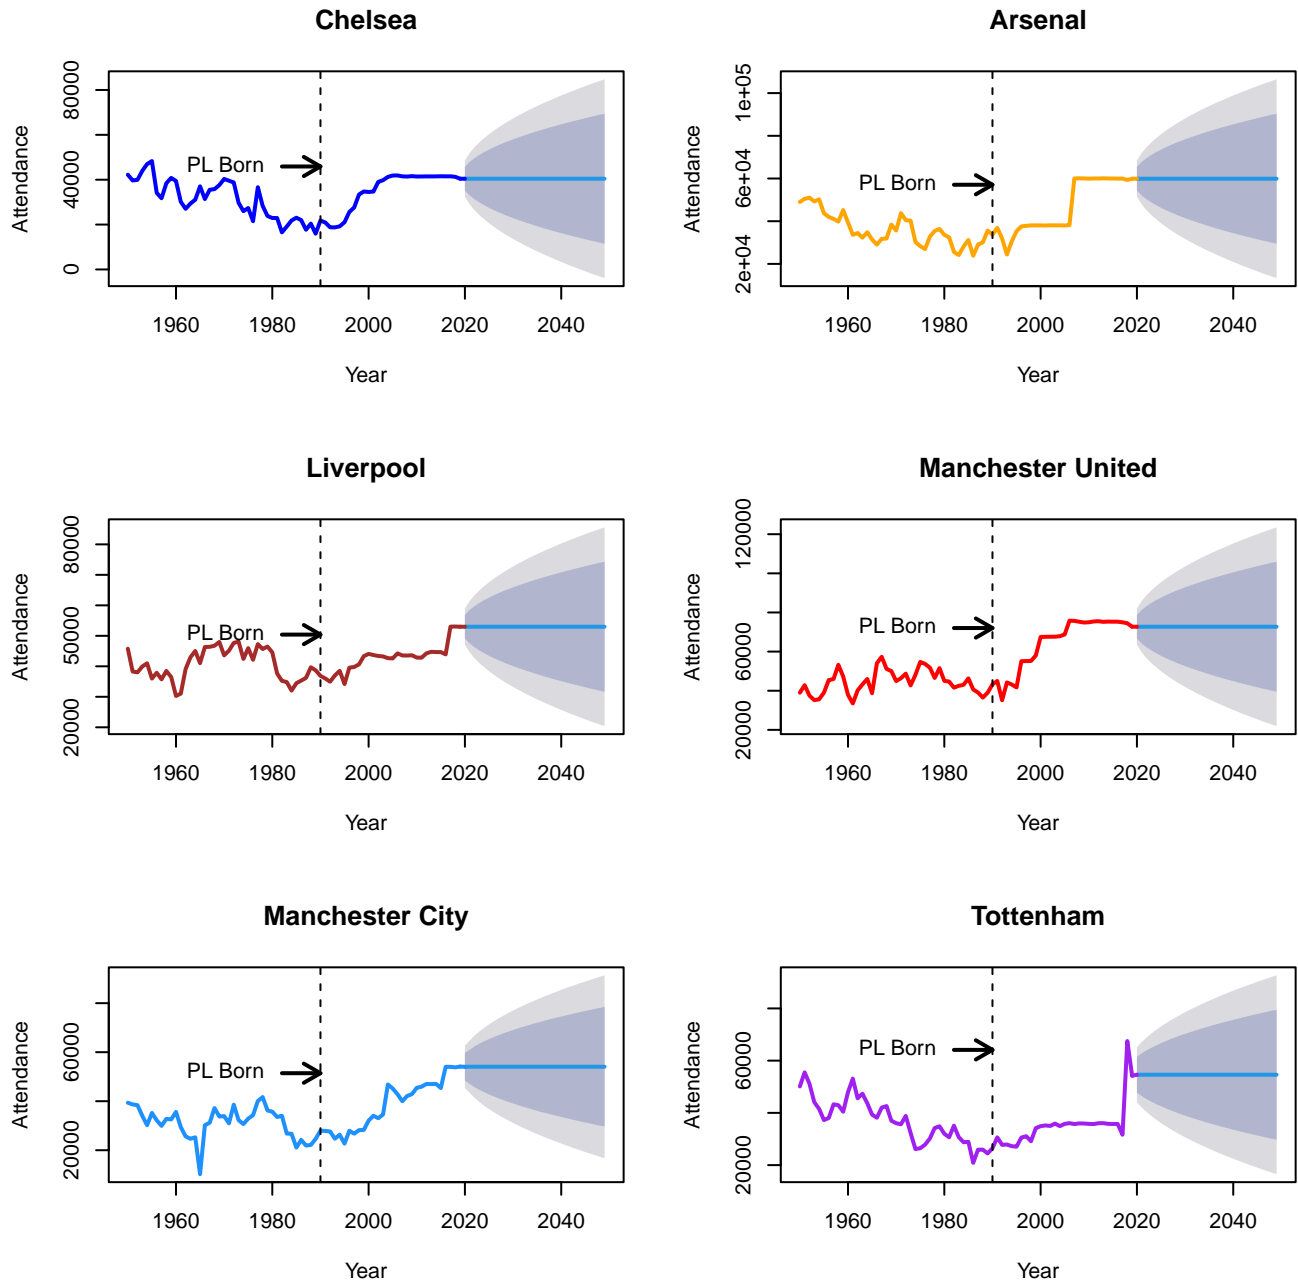 Chelsea
Attendance
0 40000 80000
PL Born
1960 1980 2000 2020 2040
Year
Arsenal
Attendance
2e+04 6e+04 1e+05
PL Born
1960 1980 2000 2020 2040
Year
Liverpool
Attendance
20000 50000 80000
PL Born
1960 1980 2000 2020 2040
Year
Manchester United
Attendance
20000 60000 120000
PL Born
1960 1980 2000 2020 2040
Year
Manchester City
Attendance
20000 60000
PL Born
1960 1980 2000 2020 2040
Year
Tottenham
Attendance
20000 60000
PL Born
1960 1980 2000 2020 2040
Year